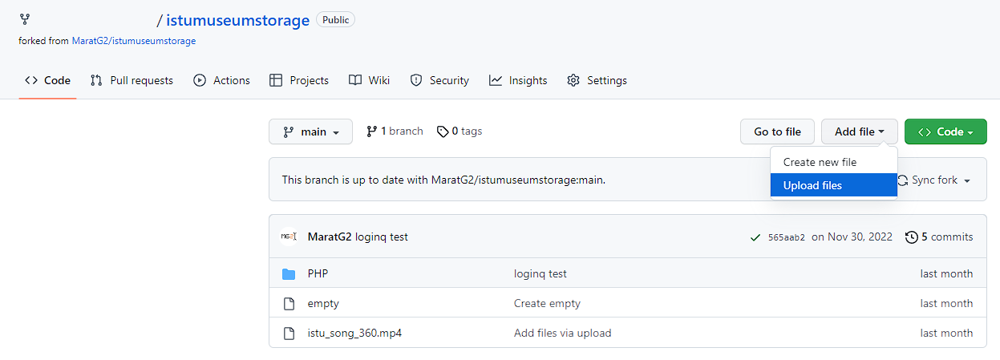 / istumuseumstorage Public
forked from MaratG2/istumuseumstorage
Code Pull requests Actions Projects Wiki Security Insights Settings
main 1 branch 0 tags Go to file Add file Code
Create new file
This branch is up to date with MaratG2/istumuseumstorage:main. Sync fork
Upload files
MaratG2 loginq test 565aab2 on Nov 30, 2022 5 commits
PHP loginq test last month
empty Create empty last month
istu_song_360.mp4 Add files via upload last month